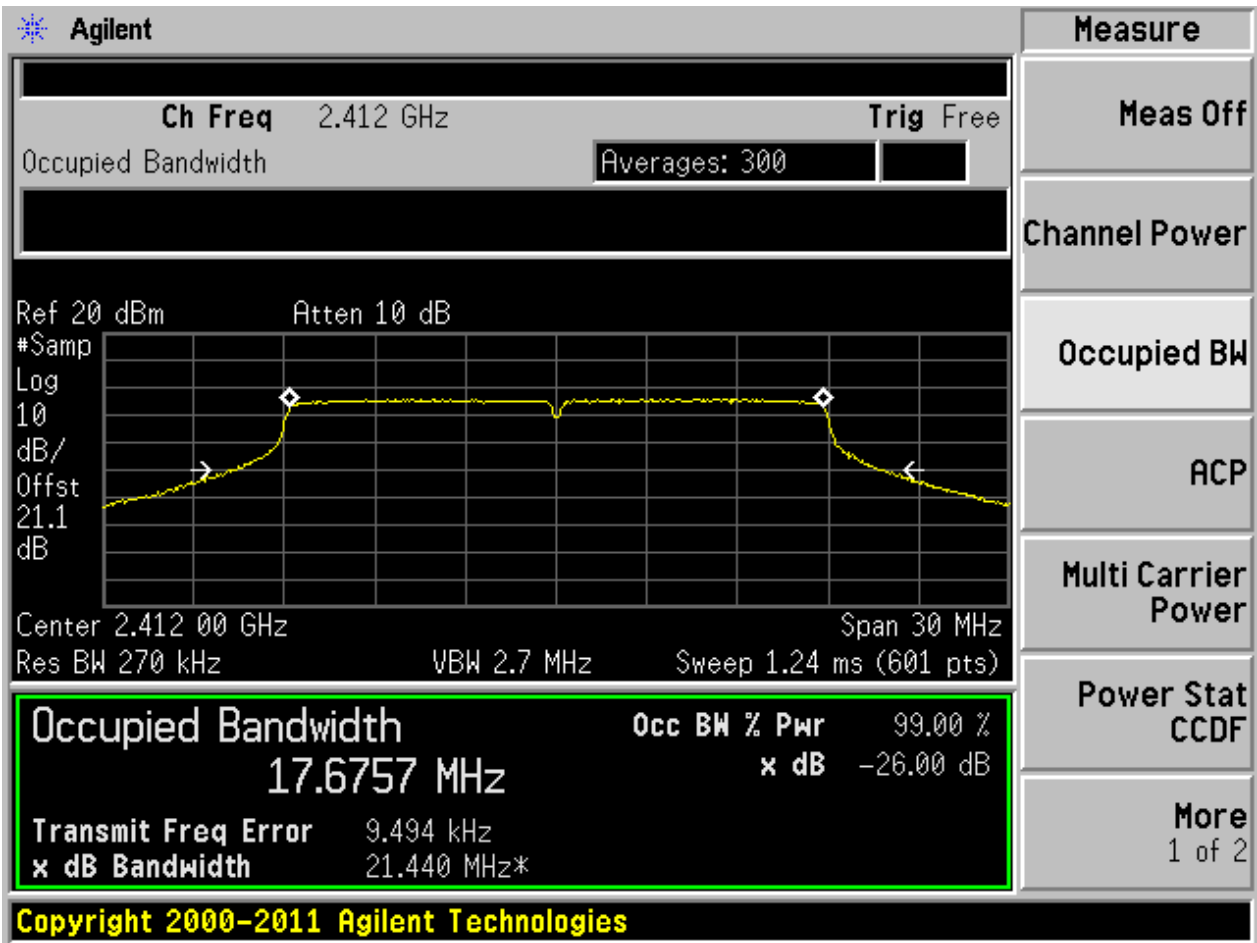 Agilent
Measure
Ch Freq 2.412 GHz Trig Free
Occupied Bandwidth Averages: 300
Ref 20 dBm Atten 10 dB
#Samp
Log
10
dB/
Offst
21.1
dB
Center 2.412 00 GHz Span 30 MHz
Res BW 270 kHz VBW 2.7 MHz Sweep 1.24 ms (601 pts)
Occupied Bandwidth
17.6757 MHz
Occ BW % Pwr 99.00 %
x dB -26.00 dB
Transmit Freq Error 9.494 kHz
x dB Bandwidth 21.440 MHz*
Meas Off
Channel Power
Occupied BW
ACP
Multi Carrier
Power
Power Stat
CCDF
More
1 of 2
Copyright 2000-2011 Agilent Technologies